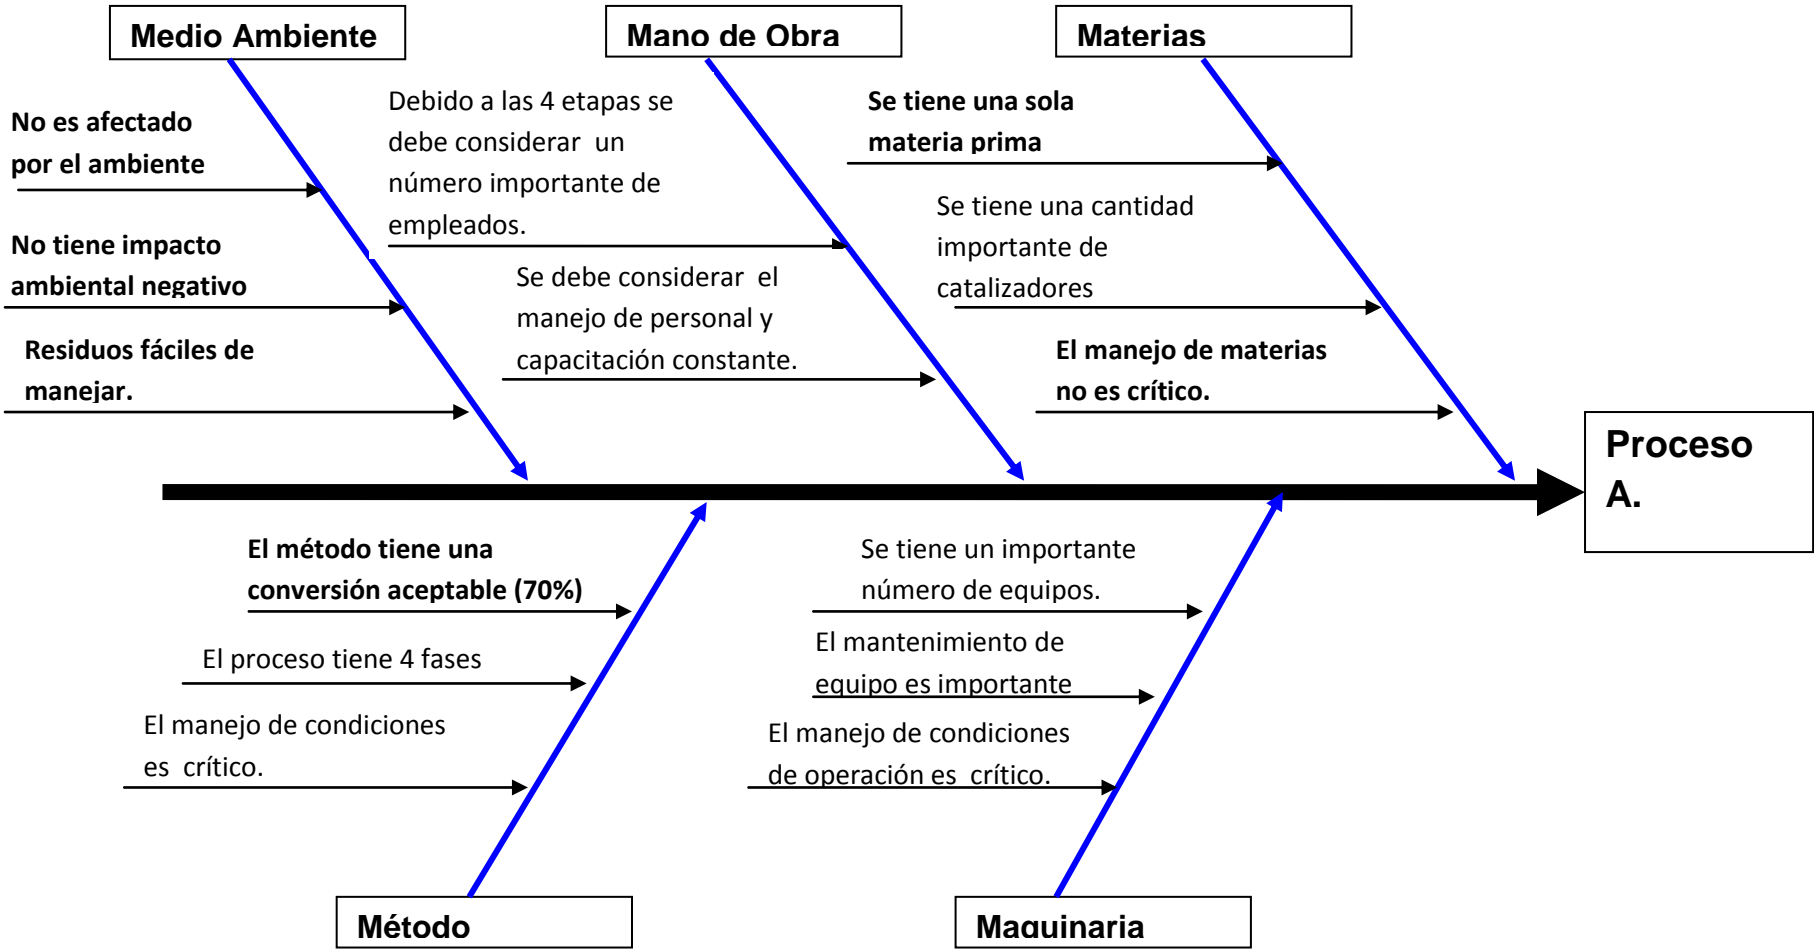 Medio Ambiente
Mano de Obra
Materias
No es afectado
por el ambiente
No tiene impacto
ambiental negativo
Residuos fáciles de
manejar.
Debido a las 4 etapas se
debe considerar un
número importante de
empleados.
Se debe considerar el
manejo de personal y
capacitación constante.
Se tiene una sola
materia prima
Se tiene una cantidad
importante de
catalizadores
El manejo de materias
no es crítico.
Proceso
A.
El método tiene una
conversión aceptable (70%)
El proceso tiene 4 fases
El manejo de condiciones
es crítico.
Se tiene un importante
número de equipos.
El mantenimiento de
equipo es importante
El manejo de condiciones
de operación es crítico.
Método
Maquinaria